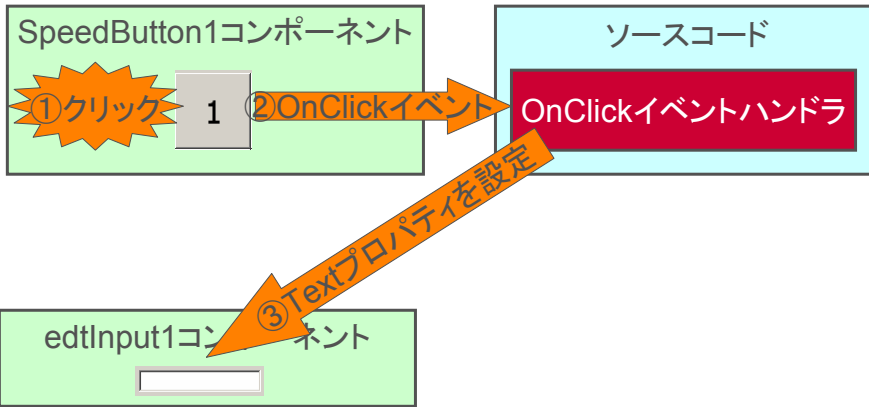 SpeedButton1コンポーネント
ソースコード
①クリック
1
②OnClickイベント
OnClickイベントハンドラ
③Textプロパティを設定
edtInput1コンポーネント